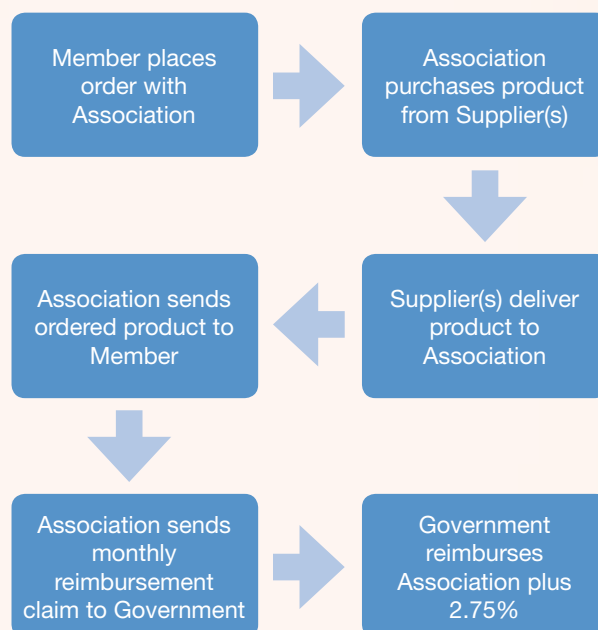 Member places
order with
Association
Association
purchases product
from Supplier(s)
Supplier(s) deliver
product to
Association
Association sends
ordered product to
Member
Association sends
monthly
reimbursement
claim to Government
Government
reimburses
Association plus
2.75%